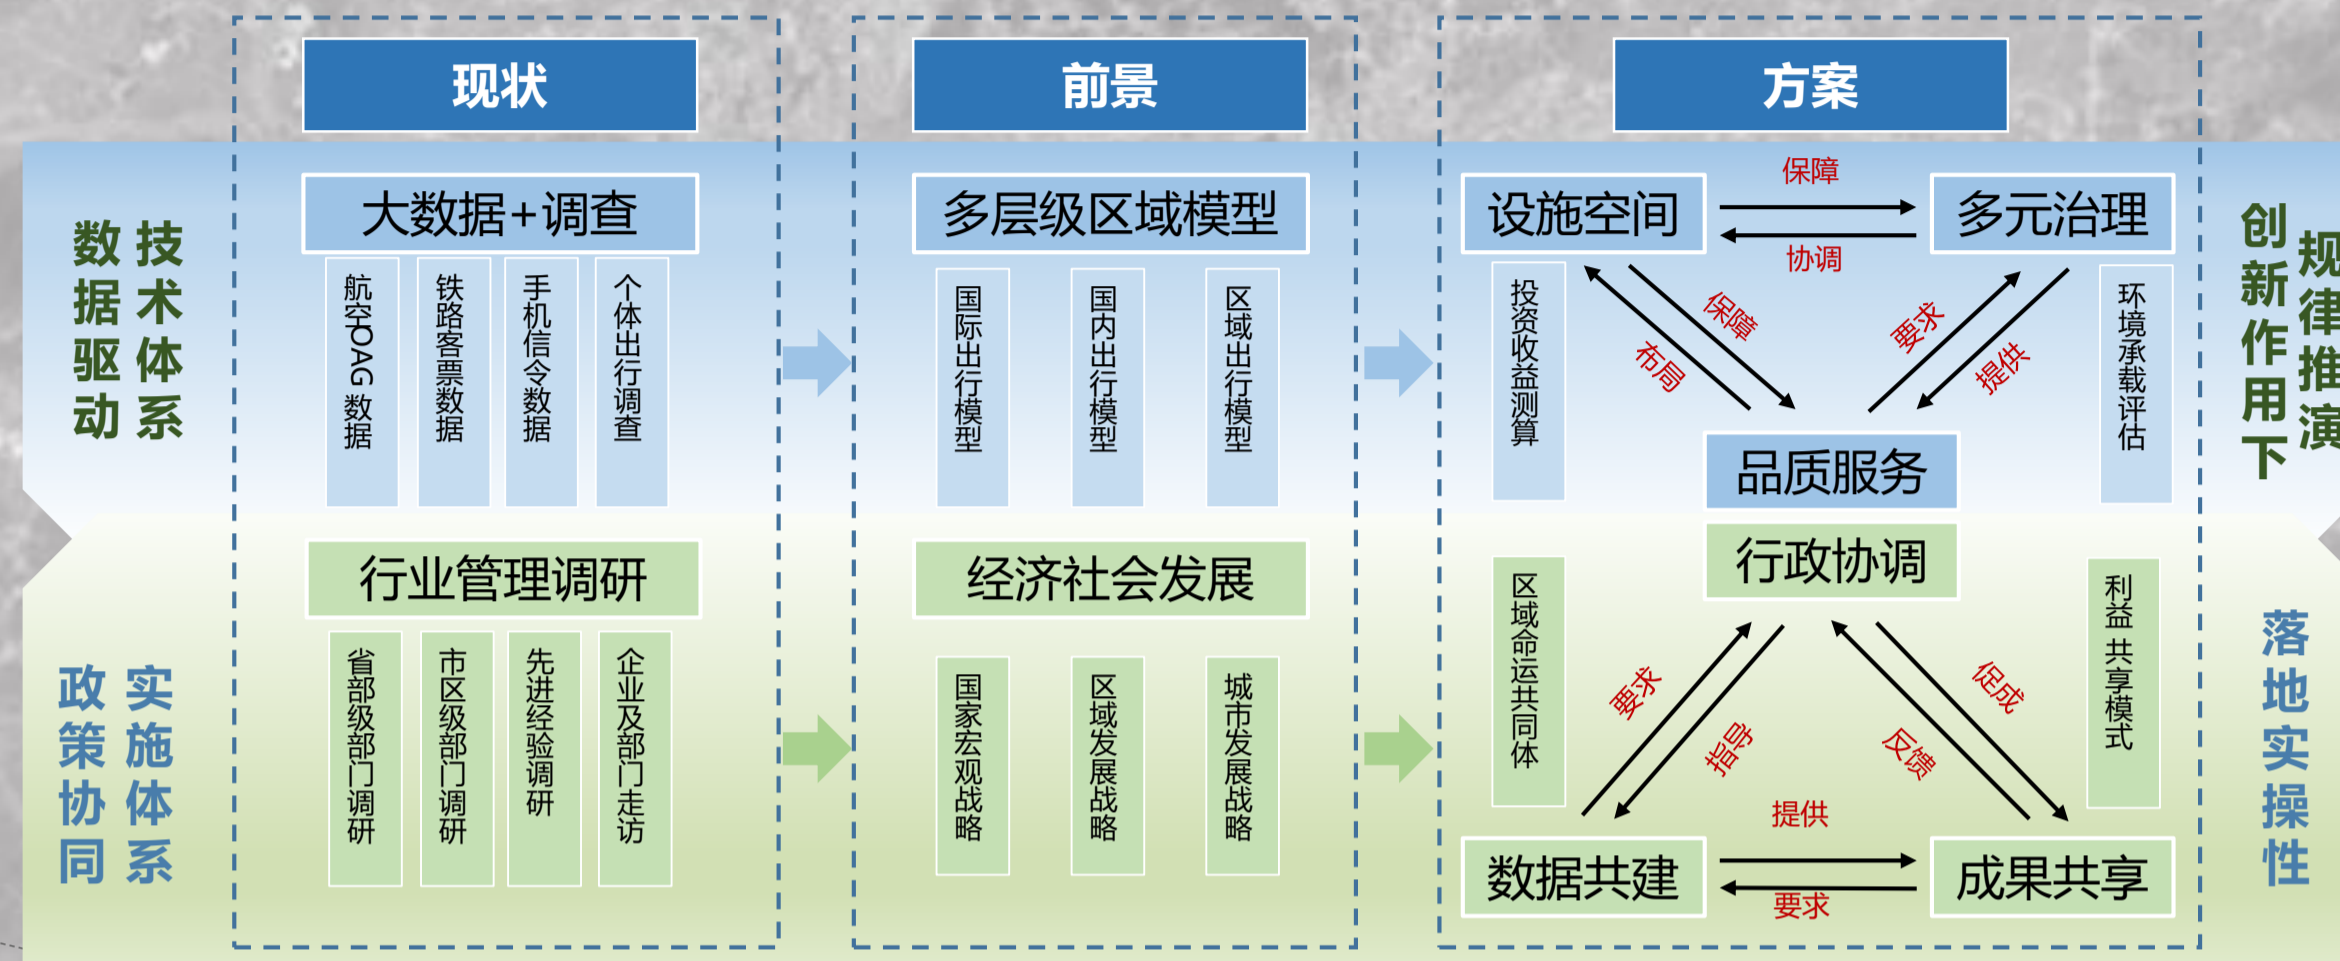 现状
前景
方案
数据驱动
技术体系
大数据+调查
航空OAG 数据
铁路客票数据
手机信令数据
个体出行调查
多层级区域模型
国际出行模型
国内出行模型
区域出行模型
设施空间
保障
协调
多元治理
投资收益测算
保障
布局
要求
提供
环境承载评估
品质服务
创新作用下
规律推演
政策协同
实施体系
行业管理调研
省部级部门调研
市区级部门调研
先进经验调研
企业及部门走访
经济社会发展
国家宏观战略
区域发展战略
城市发展战略
行政协调
区域命运共同体
要求
指导
促成
反馈
利益 共享模式
数据共建
提供
要求
成果共享
落地实操性